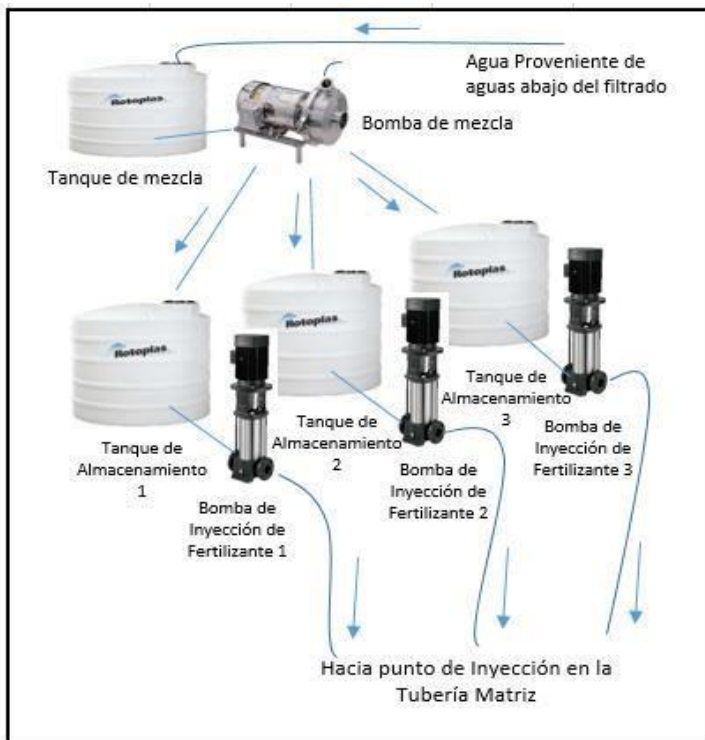 Agua Proveniente de
aguas abajo del filtrado
Rotoplas
Bomba de mezcla
Tanque de mezcla
Rotoplas
Rotoplas
Rotoplas
Tanque de
Almacenamiento
1
Tanque de
Almacenamiento
2
Tanque de
Almacenamiento
3
Bomba de
Inyección de
Fertilizante 1
Bomba de
Inyección de
Fertilizante 2
Bomba de
Inyección de
Fertilizante 3
Hacia punto de Inyección en la
Tubería Matriz